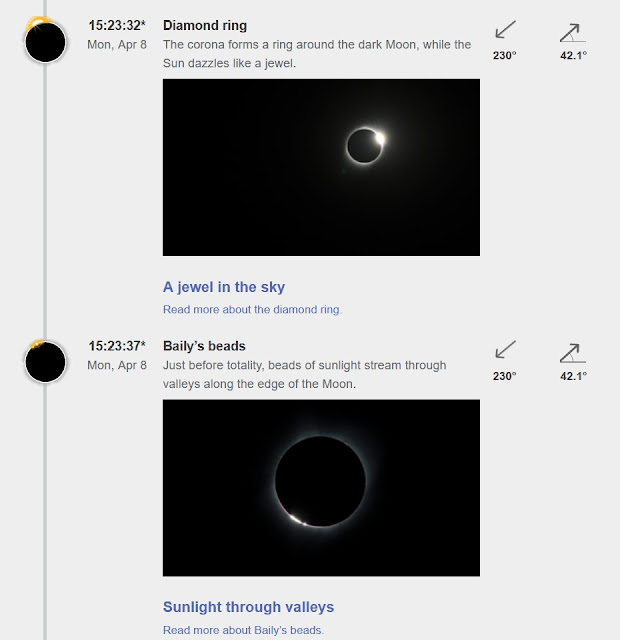 15:23:32*
Diamond ring
Mon, Apr 8
The corona forms a ring around the dark Moon, while the
Sun dazzles like a jewel.
230°
42.1°
A jewel in the sky
Read more about the diamond ring.
15:23:37*
Baily’s beads
Mon, Apr 8
Just before totality, beads of sunlight stream through
valleys along the edge of the Moon.
230°
42.1°
Sunlight through valleys
Read more about Baily’s beads.